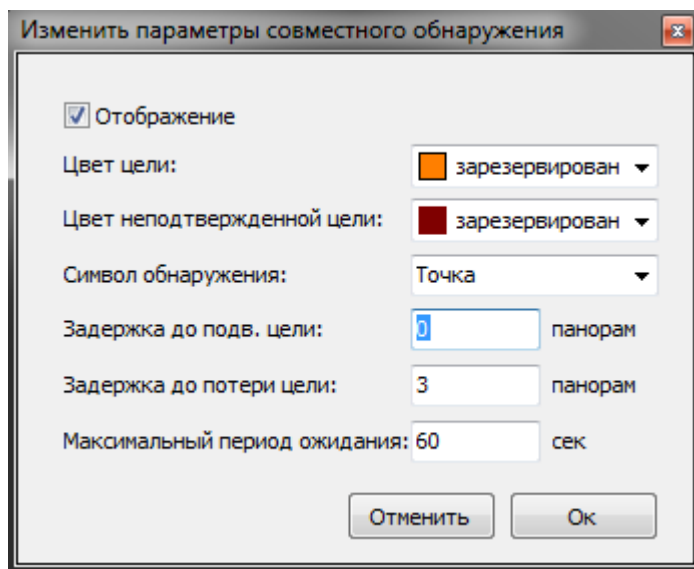 Изменить параметры совместного обнаружения
Отображение
Цвет цели: зарезервирован
Цвет неподтвержденной цели: зарезервирован
Символ обнаружения: Точка
Задержка до подв. цели: 0 панорам
Задержка до потери цели: 3 панорам
Максимальный период ожидания: 60 сек
Отменить Ок